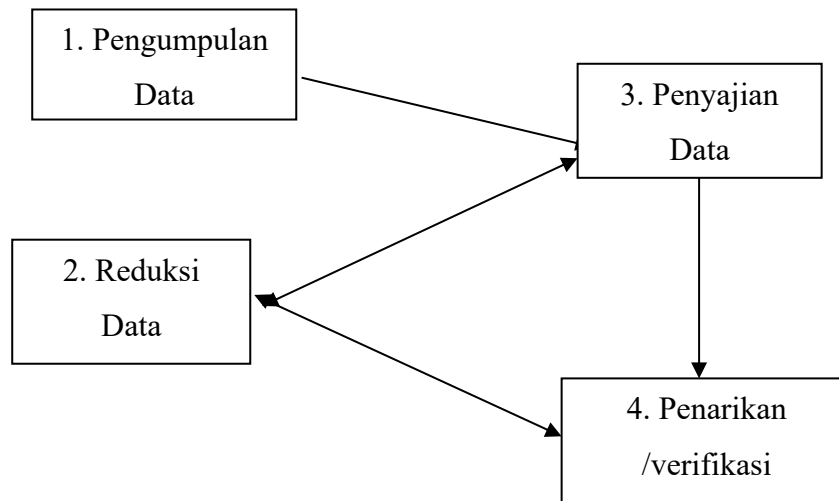 1. Pengumpulan
Data
3. Penyajian
Data
2. Reduksi
Data
4. Penarikan
/verifikasi